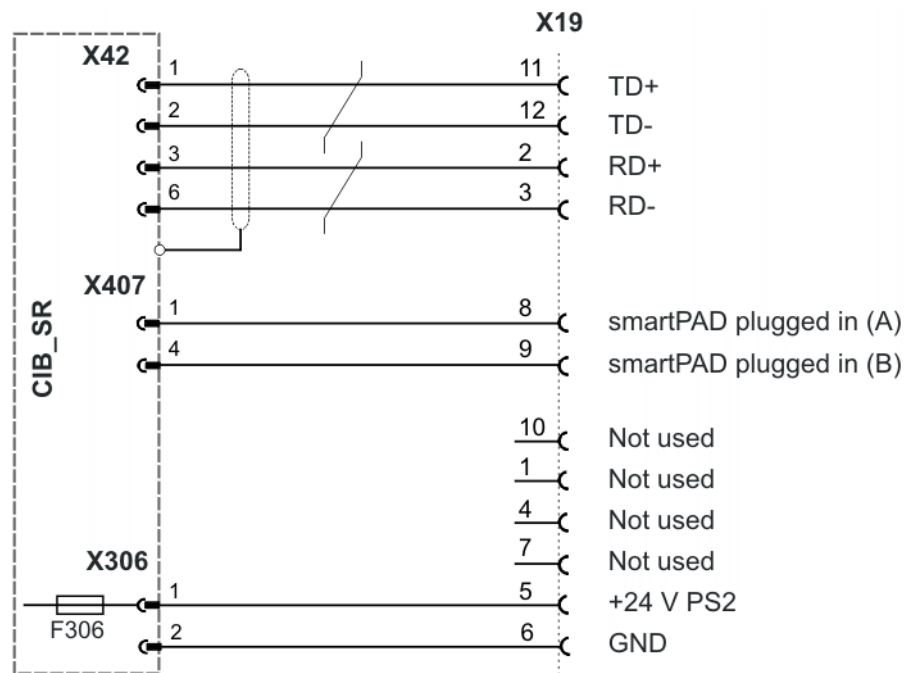 X19
X42
1 11 TD+
2 12 TD-
3 2 RD+
6 3 RD-
X407
1 8 smartPAD plugged in (A)
4 9 smartPAD plugged in (B)
CIB_SR
10 Not used
1 Not used
4 Not used
7 Not used
X306
1 5 +24 V PS2
F306
2 6 GND